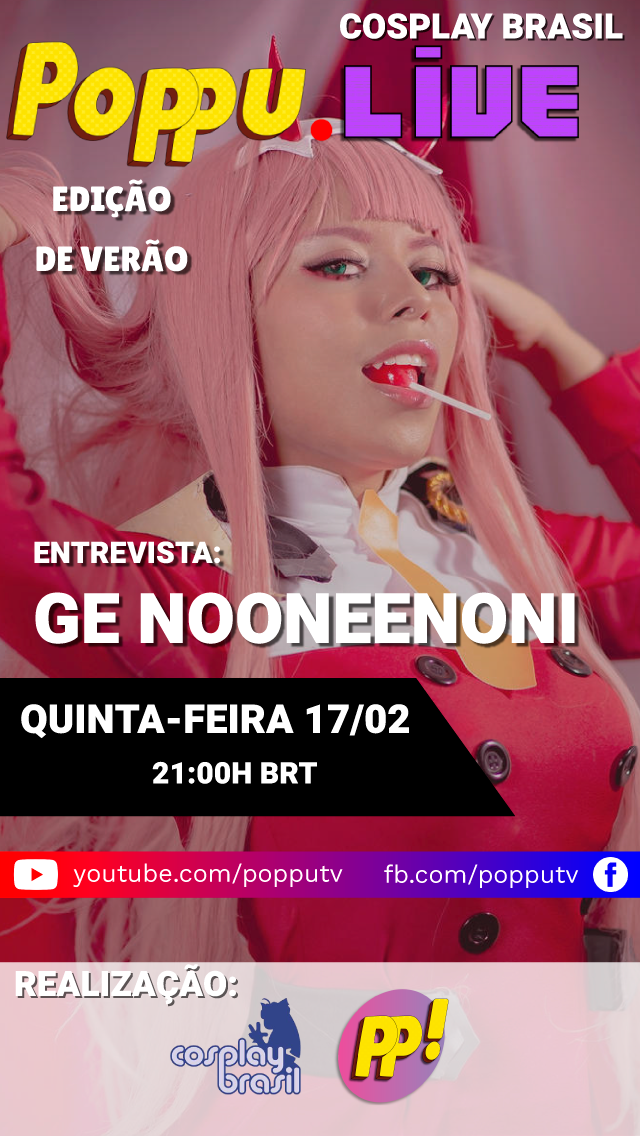 COSPLAY BRASIL
POPPU.LIVE
EDIÇÃO
DE VERÃO
ENTREVISTA:
GE NOONEENONI
QUINTA-FEIRA 17/02
21:00H BRT
youtube.com/popputv fb.com/popputv
REALIZAÇÃO:
cosplay
brasil
PP!